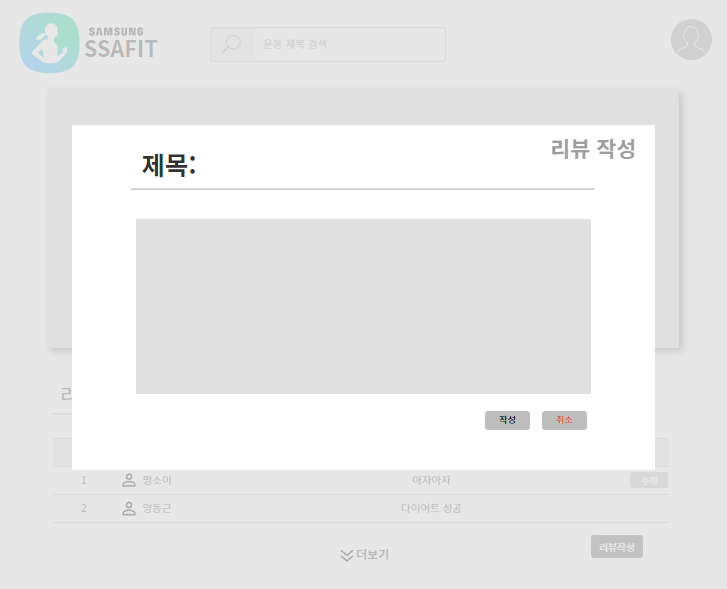 SAMSUNG
SSAFIT
운동 제목 검색
리뷰 작성
제목:
작성
취소
리
1 명소이 아자아자 수정
2 양동근 다이어트 성공
더보기
리뷰작성